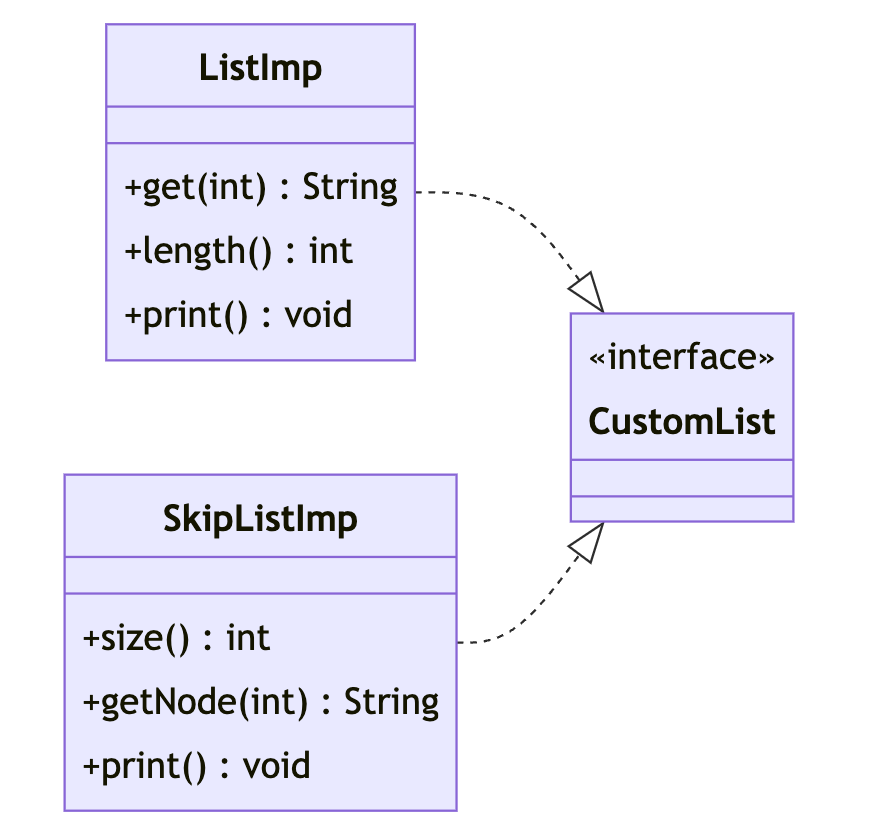 ListImp
+get(int) : String
+length() : int
+print() : void
«interface»
CustomList
SkipListImp
+size() : int
+getNode(int) : String
+print() : void